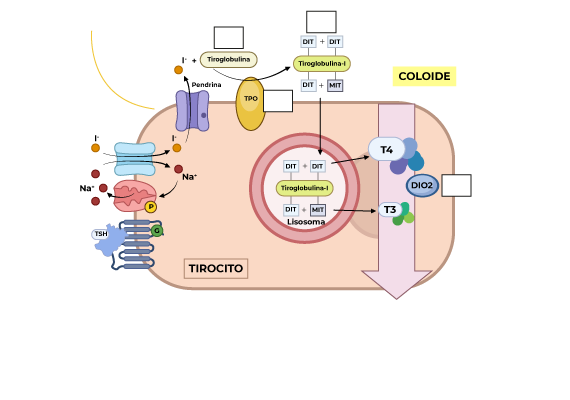 DIT + DIT
I- + Tiroglobulina
Tiroglobulina-I
COLOIDE
Pendrina
DIT + MIT
TPO
I-
I-
T4
DIT + DIT
Na+
Na+
Tiroglobulina-I
DIO2
P
DIT + MIT
T3
Lisosoma
TSH
G
TIROCITO